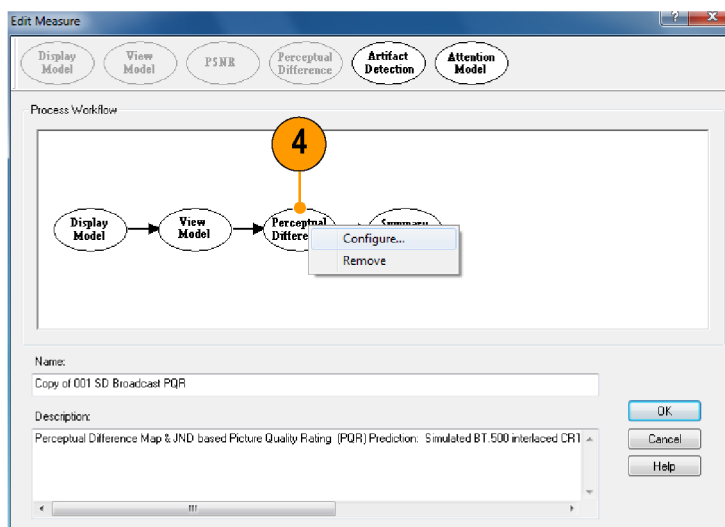 Edit Measure
? X
Display
Model
View
Model
PSNR
Perceptual
Difference
Artifact
Detection
Attention
Model
Process Workflow
4
Display
Model
View
Model
Perceptual
Differe
Summary
Configure...
Remove
Name:
Copy of 001 SD Broadcast PQR
Description:
Perceptual Difference Map & JND based Picture Quality Rating (PQR) Prediction: Simulated BT.500 interlaced CRT
OK
Cancel
Help